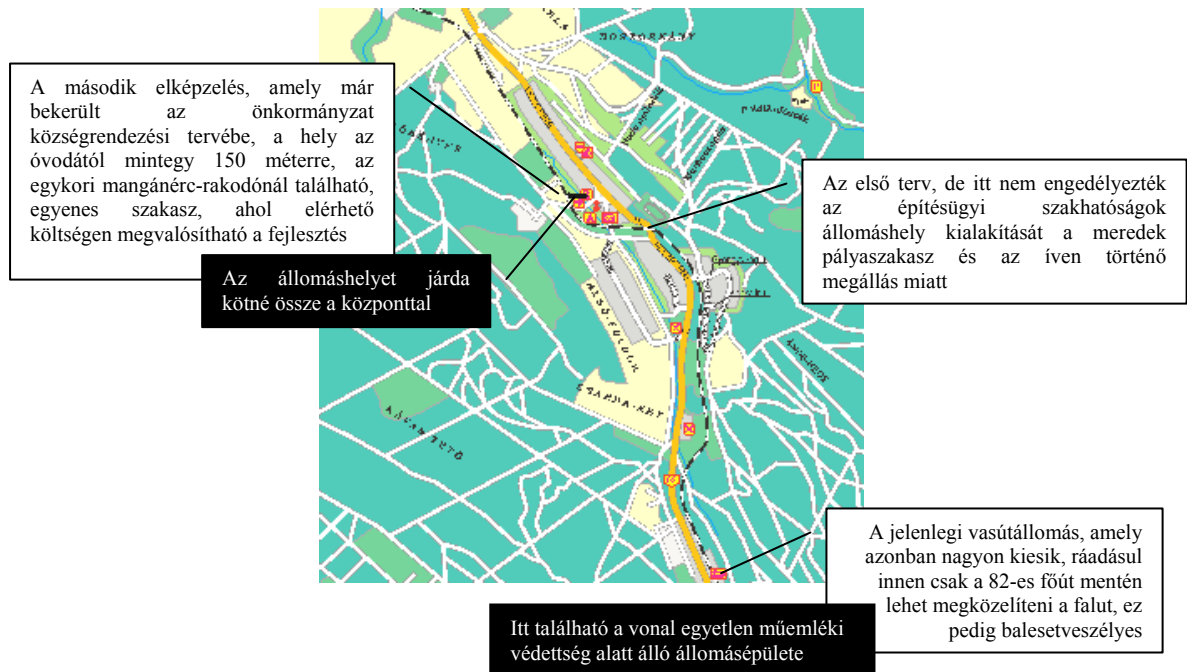 A második elképzelés, amely már
bekerült az önkormányzat
községrendezési tervébe, a hely az
óvodától mintegy 150 méterre, az
egykori mangánérc-rakodónál található,
egyenes szakasz, ahol elérhető
költségen megvalósítható a fejlesztés
Az állomáshelyet járda
kötné össze a központtal
Az első terv, de itt nem engedélyezték
az építésügyi szakhatóságok
állomáshely kialakítását a meredek
pályaszakasz és az íven történő
megállás miatt
A jelenlegi vasútállomás, amely
azonban nagyon kiesik, ráadásul
innen csak a 82-es főút mentén
lehet megközelíteni a falut, ez
pedig balesetveszélyes
Itt található a vonal egyetlen műemléki
védettség alatt álló állomásépülete